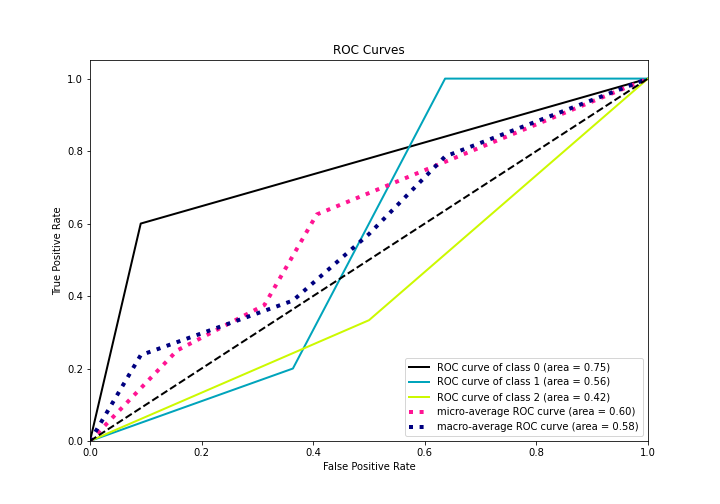 ROC Curves
True Positive Rate
1.0
0.8
0.6
0.4
0.2
0.0
0.0 0.2 0.4 0.6 0.8 1.0
False Positive Rate
ROC curve of class 0 (area = 0.75)
ROC curve of class 1 (area = 0.56)
ROC curve of class 2 (area = 0.42)
micro-average ROC curve (area = 0.60)
macro-average ROC curve (area = 0.58)